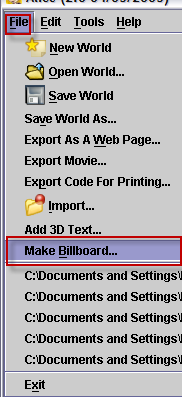 File Edit Tools Help
New World
Open World...
Save World
Save World As...
Export As A Web Page...
Export Movie...
Export Code For Printing...
Import...
Add 3D Text...
Make Billboard...
C:\Documents and Settings\
C:\Documents and Settings\
C:\Documents and Settings\
C:\Documents and Settings\
C:\Documents and Settings\
Exit